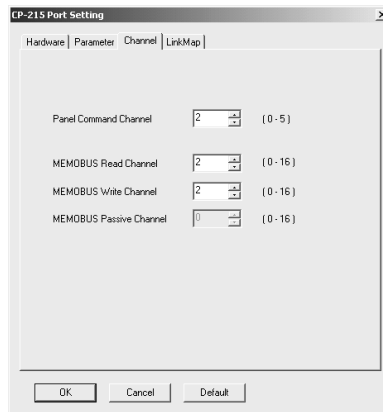 CP-215 Port Setting
Hardware Parameter Channel LinkMap
Panel Command Channel 2 ( 0 - 5 )
MEMOBUS Read Channel 2 ( 0 - 16 )
MEMOBUS Write Channel 2 ( 0 - 16 )
MEMOBUS Passive Channel 0 ( 0 - 16 )
OK Cancel Default